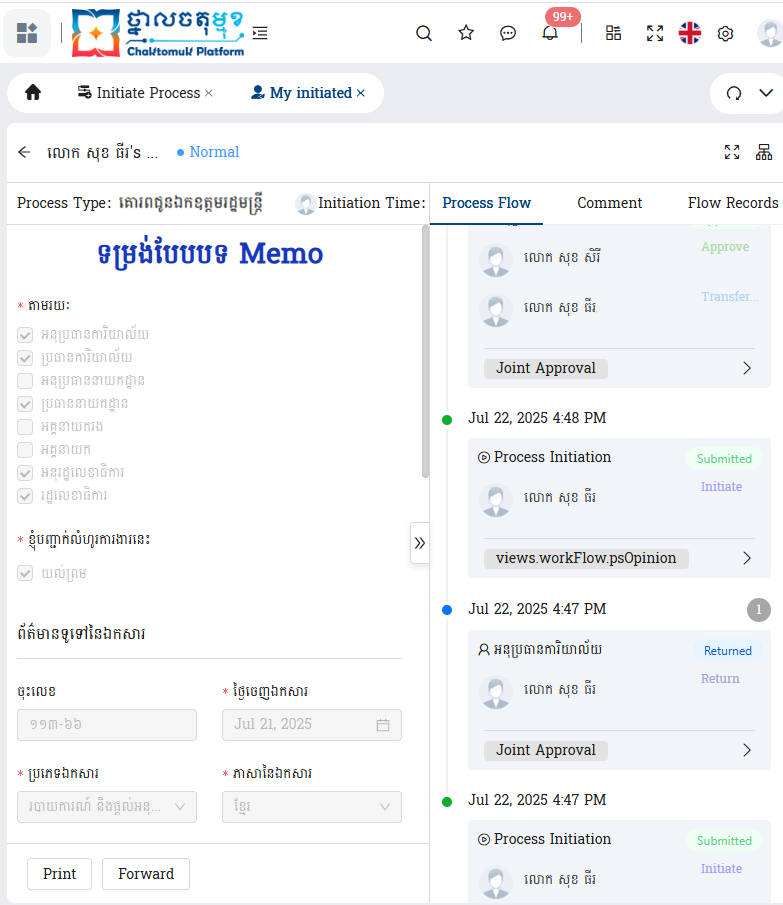 ថ្នាលចតុម្មុខ
Chaktomuk Platform
99+
Initiate Process
My initiated
លោក សុខ ធីរ's ...
Normal
Process Type: គោរពជូនឯកឧត្តមរដ្ឋមន្ត្រី
Initiation Time:
Process Flow
Comment
Flow Records
ទម្រង់បែបបទ Memo
* តាមរយៈ
អនុប្រធានការិយាល័យ
ប្រធានការិយាល័យ
អនុប្រធាននាយកដ្ឋាន
ប្រធាននាយកដ្ឋាន
អគ្គនាយករង
អគ្គនាយក
អនុរដ្ឋលេខាធិការ
រដ្ឋលេខាធិការ
* ខ្ញុំបញ្ជាក់លំហូរការងារនេះ
យល់ព្រម
ព័ត៌មានទូទៅនៃឯកសារ
ចុះលេខ
* ថ្ងៃចេញឯកសារ
១១៣-៦៦
Jul 21, 2025
* ប្រភេទឯកសារ
* ភាសានៃឯកសារ
របាយការណ៍ និងផ្តល់អនុ...
ខ្មែរ
Print
Forward
លោក សុខ សិរី
Approve
លោក សុខ ធីរ
Transfer...
Joint Approval
Jul 22, 2025 4:48 PM
Process Initiation
Submitted
លោក សុខ ធីរ
Initiate
views.workFlow.psOpinion
Jul 22, 2025 4:47 PM
1
អនុប្រធានការិយាល័យ
Returned
លោក សុខ ធីរ
Return
Joint Approval
Jul 22, 2025 4:47 PM
Process Initiation
Submitted
លោក សុខ ធីរ
Initiate